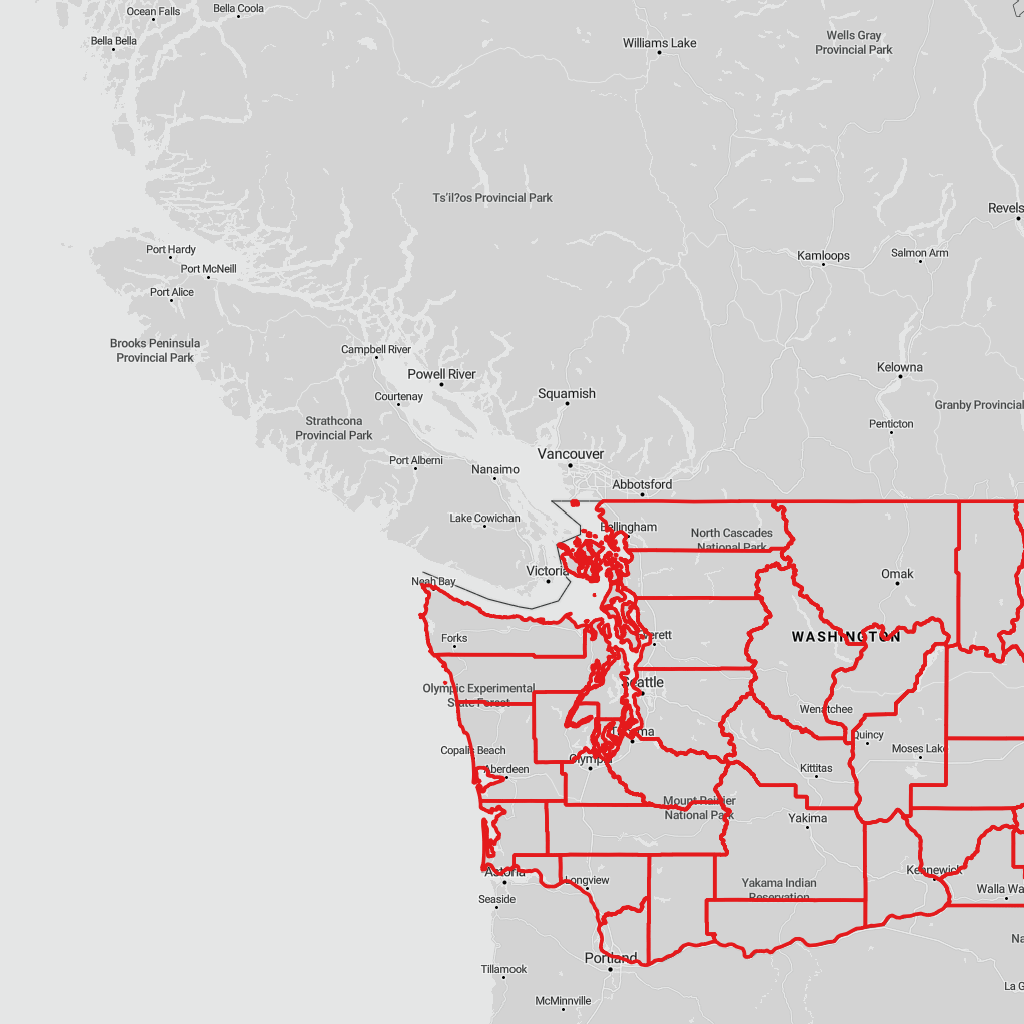 Ocean Falls
Bella Coola
Bella Bella
Williams Lake
Wells Gray
Provincial Park
Ts'il?os Provincial Park
Revels
Port Hardy
Port McNeill
Port Alice
Kamloops
Salmon Arm
Brooks Peninsula
Provincial Park
Campbell River
Powell River
Courtenay
Kelowna
Squamish
Granby Provincial
Strathcona
Provincial Park
Penticton
Vancouver
Port Alberni
Nanaimo
Abbotsford
Lake Cowichan
Bellingham
North Cascades
National Park
Victoria
Neah Bay
Omak
Forks
Everett
WASHINGTON
Seattle
Olympic Experimental
State Forest
Wenatchee
Tacoma
Quincy
Copalis Beach
Moses Lake
Olympia
Aberdeen
Kittitas
Mount Rainier
National Park
Yakima
Astoria
Longview
Kennewick
Yakama Indian
Reservation
Walla Wa
Seaside
Na
Portland
Tillamook
La G
McMinnville